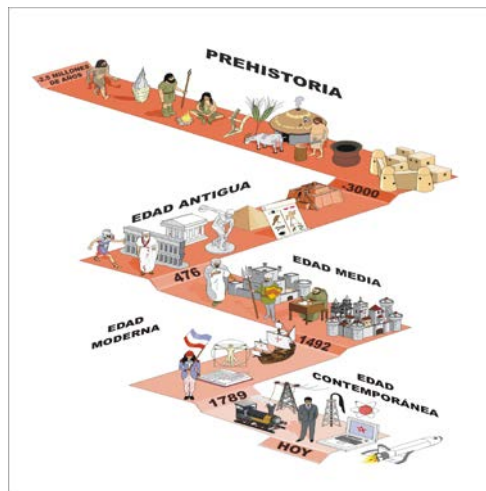 PREHISTORIA
-2,5 MILLONES
DE AÑOS
-3000
EDAD ANTIGUA
476
EDAD MEDIA
1492
EDAD
MODERNA
1789
EDAD
CONTEMPORÁNEA
HOY